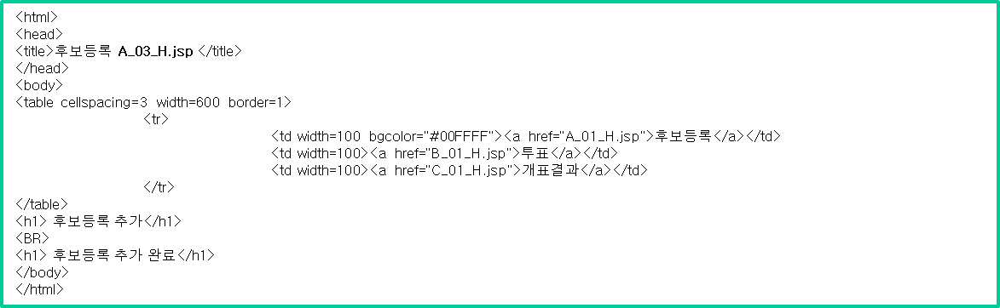 <html>
<head>
<title>후보등록 A_03_H.jsp </title>
</head>
<body>
<table cellspacing=3 width=600 border=1>
<tr>
<td width=100 bgcolor="#00FFFF"><a href="A_01_H.jsp">후보등록</a></td>
<td width=100><a href="B_01_H.jsp">투표</a></td>
<td width=100><a href="C_01_H.jsp">개표결과</a></td>
</tr>
</table>
<h1> 후보등록 추가</h1>
<BR>
<h1> 후보등록 추가 완료</h1>
</body>
</html>